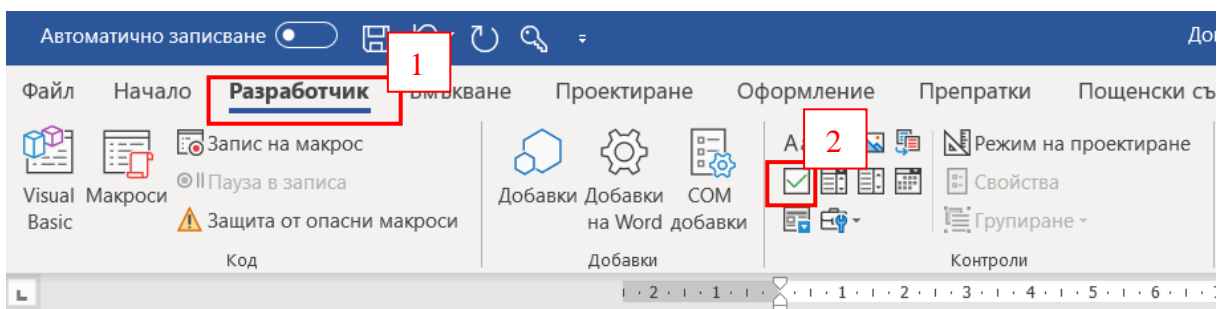 Автоматично записване
1
Файл Начало Разработчик Вмъкване Проектиране Оформление Препратки Пощенски
2
Запис на макрос
Режим на проектиране
Пауза в записа
Свойства
Visual Basic
Макроси
Защита от опасни макроси
Добавки
Добавки на Word
COM добавки
Групиране
Код
Добавки
Контроли
2 1 1 2 3 4 5 6